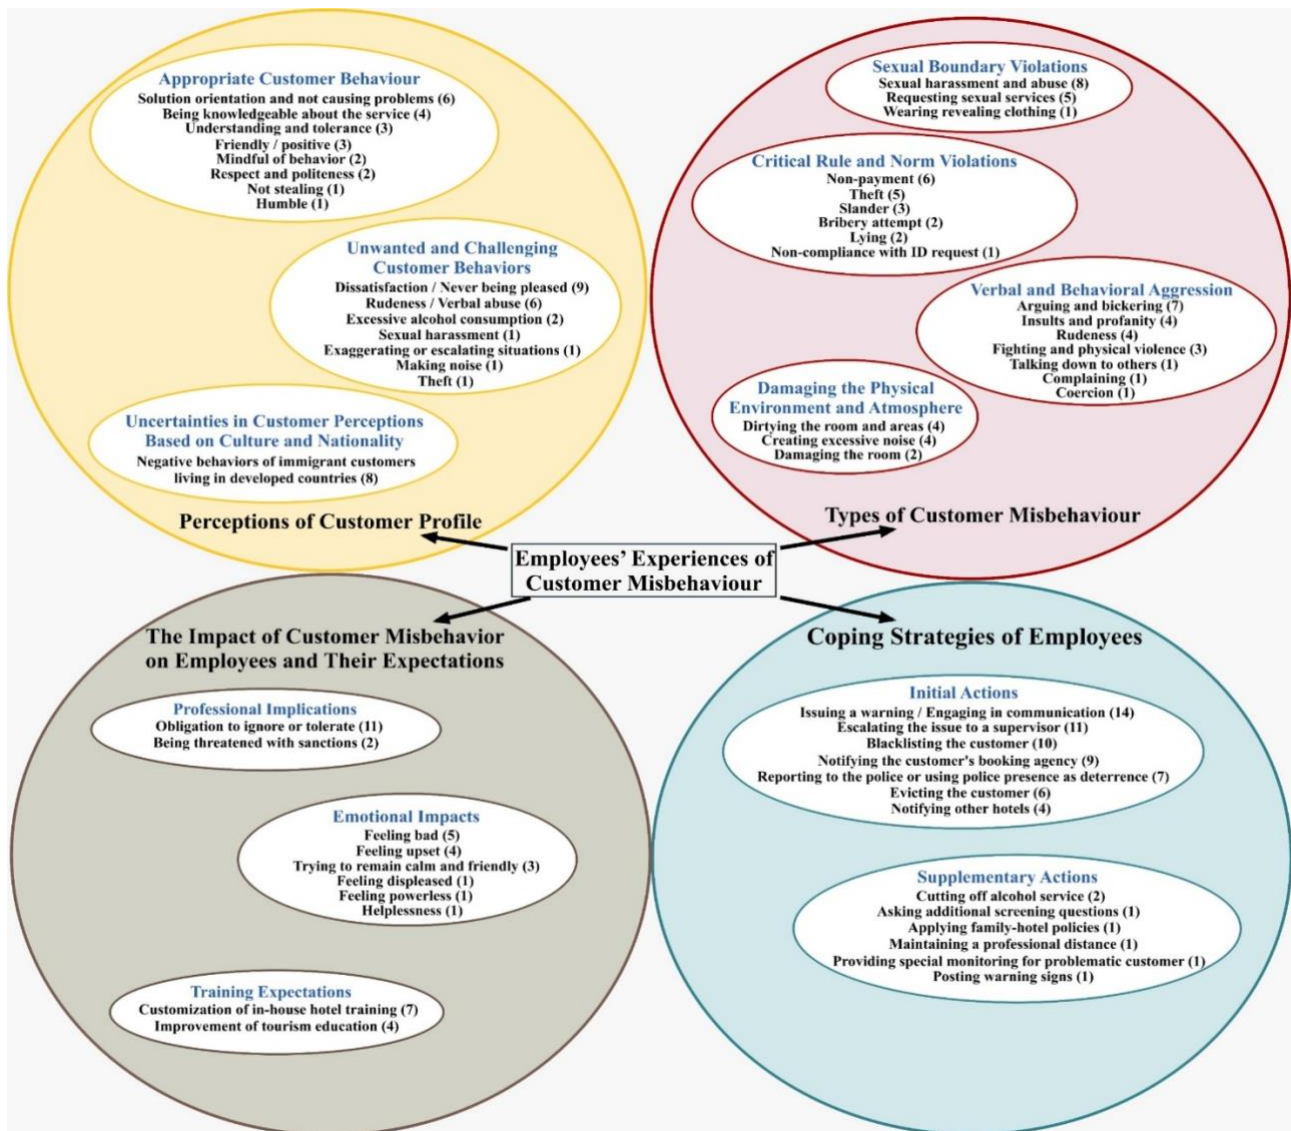 Appropriate Customer Behaviour
Solution orientation and not causing problems (6)
Being knowledgeable about the service (4)
Understanding and tolerance (3)
Friendly / positive (3)
Mindful of behavior (2)
Respect and politeness (2)
Not stealing (1)
Humble (1)
Unwanted and Challenging
Customer Behaviors
Dissatisfaction / Never being pleased (9)
Rudeness / Verbal abuse (6)
Excessive alcohol consumption (2)
Sexual harassment (1)
Exaggerating or escalating situations (1)
Making noise (1)
Theft (1)
Uncertainties in Customer Perceptions
Based on Culture and Nationality
Negative behaviors of immigrant customers
living in developed countries (8)
Perceptions of Customer Profile
Sexual Boundary Violations
Sexual harassment and abuse (8)
Requesting sexual services (5)
Wearing revealing clothing (1)
Critical Rule and Norm Violations
Non-payment (6)
Theft (5)
Slander (3)
Bribery attempt (2)
Lying (2)
Non-compliance with ID request (1)
Verbal and Behavioral Aggression
Arguing and bickering (7)
Insults and profanity (4)
Rudeness (4)
Fighting and physical violence (3)
Talking down to others (1)
Complaining (1)
Coercion (1)
Damaging the Physical
Environment and Atmosphere
Dirtying the room and areas (4)
Creating excessive noise (4)
Damaging the room (2)
Types of Customer Misbehaviour
Employees' Experiences of
Customer Misbehaviour
The Impact of Customer Misbehavior
on Employees and Their Expectations
Professional Implications
Obligation to ignore or tolerate (11)
Being threatened with sanctions (2)
Emotional Impacts
Feeling bad (5)
Feeling upset (4)
Trying to remain calm and friendly (3)
Feeling displeased (1)
Feeling powerless (1)
Helplessness (1)
Training Expectations
Customization of in-house hotel training (7)
Improvement of tourism education (4)
Coping Strategies of Employees
Initial Actions
Issuing a warning / Engaging in communication (14)
Escalating the issue to a supervisor (11)
Blacklisting the customer (10)
Notifying the customer's booking agency (9)
Reporting to the police or using police presence as deterrence (7)
Evicting the customer (6)
Notifying other hotels (4)
Supplementary Actions
Cutting off alcohol service (2)
Asking additional screening questions (1)
Applying family-hotel policies (1)
Maintaining a professional distance (1)
Providing special monitoring for problematic customer (1)
Posting warning signs (1)